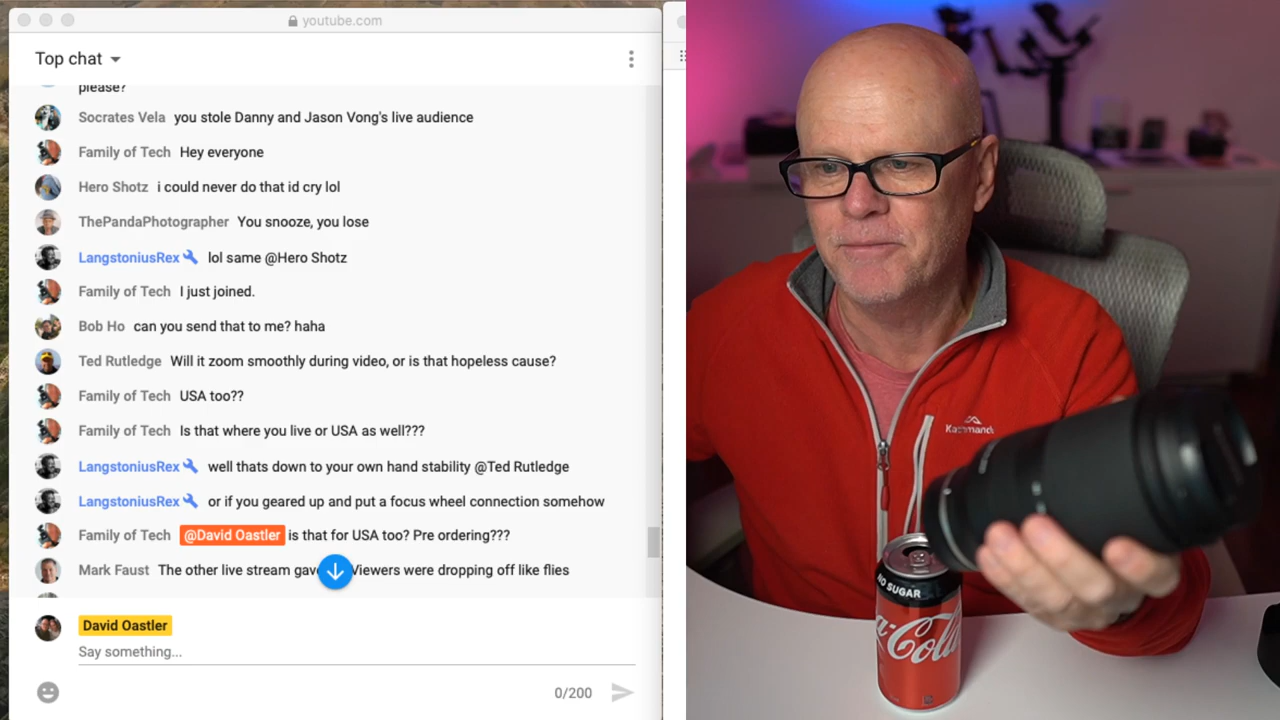 youtube.com
Top chat
please?
Socrates Vela you stole Danny and Jason Vong's live audience
Family of Tech Hey everyone
Hero Shotz i could never do that id cry lol
ThePandaPhotographer You snooze, you lose
LangstoniusRex lol same @Hero Shotz
Family of Tech I just joined.
Bob Ho can you send that to me? haha
Ted Rutledge Will it zoom smoothly during video, or is that hopeless cause?
Family of Tech USA too??
Family of Tech Is that where you live or USA as well???
LangstoniusRex well thats down to your own hand stability @Ted Rutledge
LangstoniusRex or if you geared up and put a focus wheel connection somehow
Family of Tech @David Oastler is that for USA too? Pre ordering???
Mark Faust The other live stream gav Viewers were dropping off like flies
David Oastler
Say something...
0/200
NO SUGAR
a-Cola